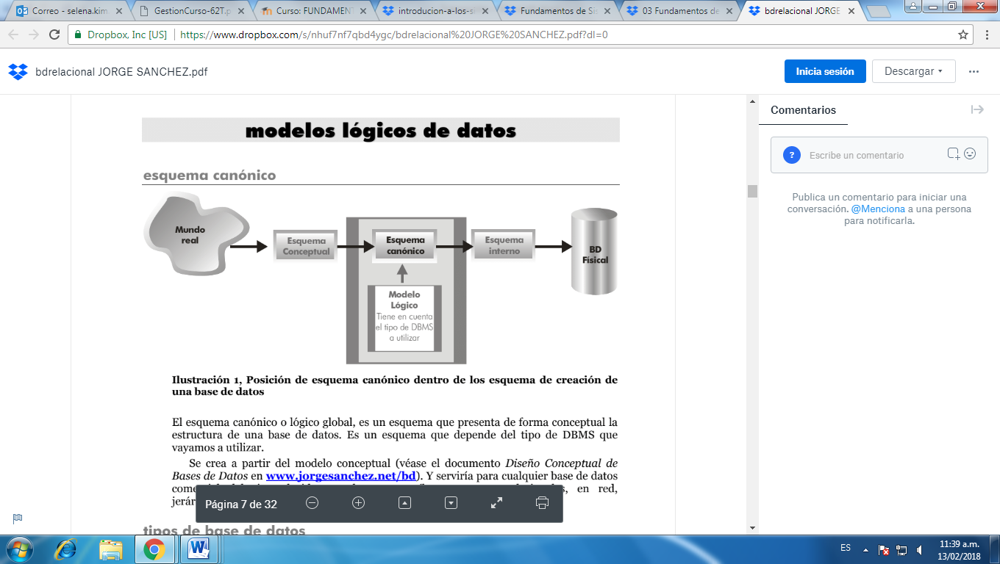 Correo - selena.kim
GestionCurso-62T.p
Curso: FUNDAMENT
introducion-a-los-si
Fundamentos de Sis
03 Fundamentos de
bdrelacional JORGE
Dropbox, Inc [US]
https://www.dropbox.com/s/nhuf7nf7qbd4ygc/bdrelacional%20JORGE%20SANCHEZ.pdf?dl=0
bdrelacional JORGE SANCHEZ.pdf
Inicia sesión
Descargar
modelos lógicos de datos
esquema canónico
Mundo
real
Esquema
Conceptual
Esquema
canónico
Esquema
interno
BD
Físical
Modelo
Lógico
Tiene en cuenta
el tipo de DBMS
a utilizar
Ilustración 1, Posición de esquema canónico dentro de los esquema de creación de
una base de datos
El esquema canónico o lógico global, es un esquema que presenta de forma conceptual la
estructura de una base de datos. Es un esquema que depende del tipo de DBMS que
vayamos a utilizar.
Se crea a partir del modelo conceptual (véase el documento Diseño Conceptual de
Bases de Datos en www.jorgesanchez.net/bd). Y serviría para cualquier base de datos
en red,
Página 7 de 32
tipos de base de datos
Comentarios
?
Escribe un comentario
Publica un comentario para iniciar una
conversación. @Menciona a una persona
para notificarla.
ES
11:39 a.m.
13/02/2018